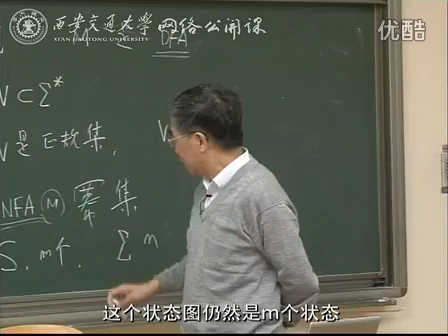 西安交通大学 网络公开课
XI'AN JIAOTONG UNIVERSITY
优酷
DFA
V⊂Σ*
V是正规集.
V
NFA M 幂集
S. m个. Σ m
这个状态图仍然是m个状态